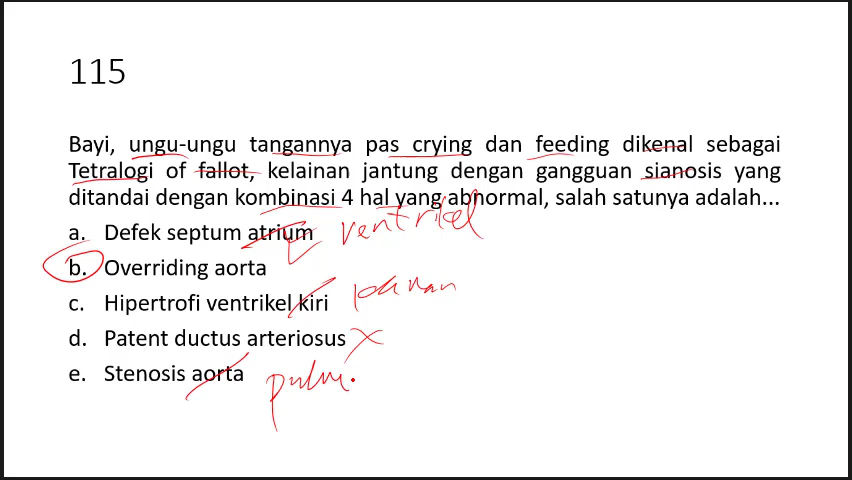 115
Bayi, ungu-ungu tangannya pas crying dan feeding dikenal sebagai
Tetralogi of fallot, kelainan jantung dengan gangguan sianosis yang
ditandai dengan kombinasi 4 hal yang abnormal, salah satunya adalah...
a. Defek septum atrium ventrikel
b. Overriding aorta
c. Hipertrofi ventrikel kiri kanan
d. Patent ductus arteriosus X
e. Stenosis aorta pulm.